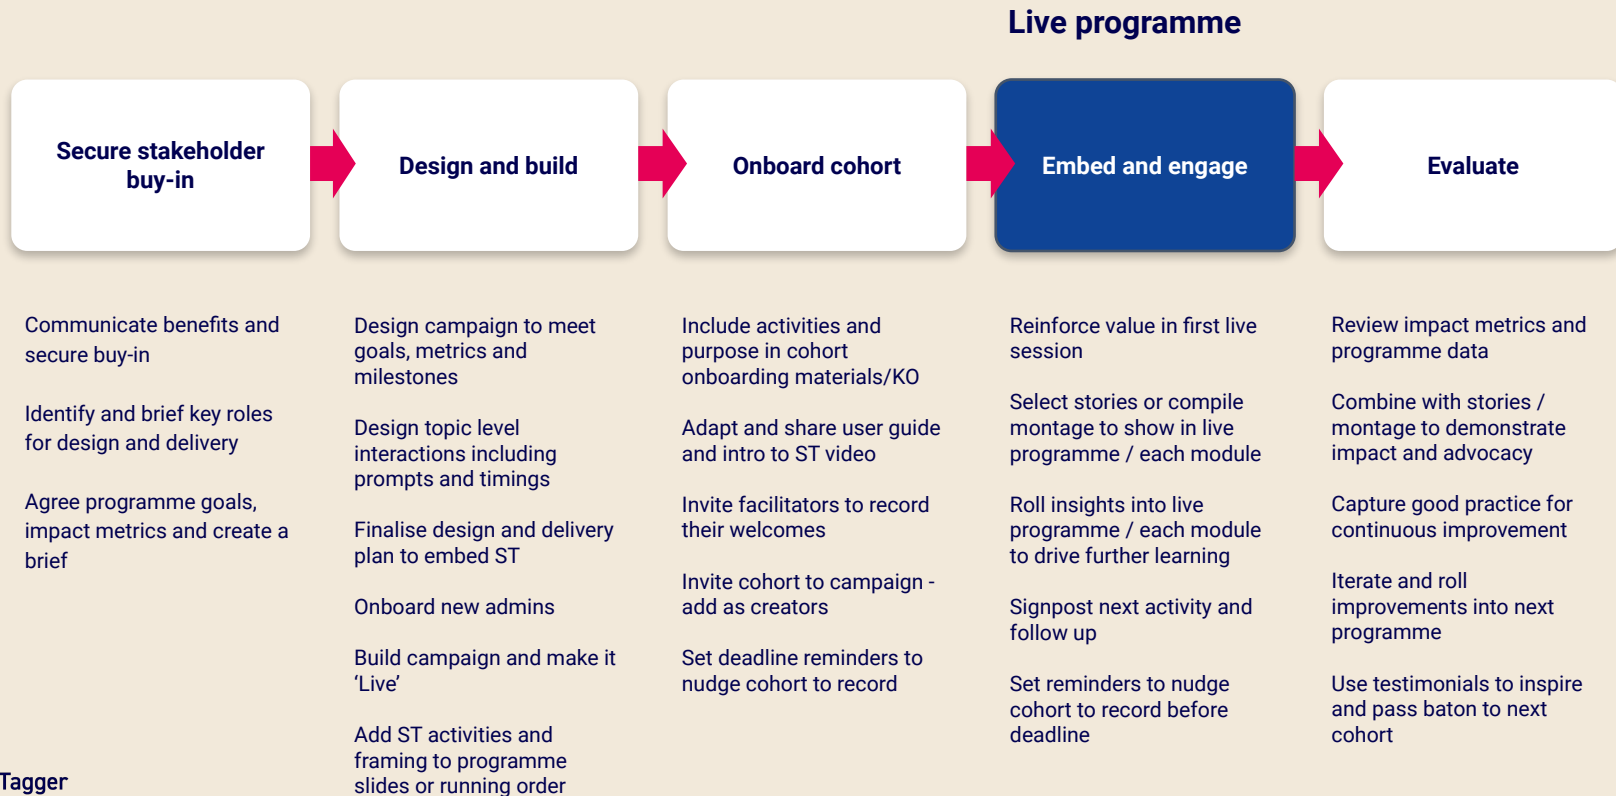 Live programme
Secure stakeholder
buy-in
Design and build
Onboard cohort
Embed and engage
Evaluate
Communicate benefits and
secure buy-in
Identify and brief key roles
for design and delivery
Agree programme goals,
impact metrics and create a
brief
Design campaign to meet
goals, metrics and
milestones
Design topic level
interactions including
prompts and timings
Finalise design and delivery
plan to embed ST
Onboard new admins
Build campaign and make it
‘Live’
Add ST activities and
framing to programme
slides or running order
Include activities and
purpose in cohort
onboarding materials/KO
Adapt and share user guide
and intro to ST video
Invite facilitators to record
their welcomes
Invite cohort to campaign -
add as creators
Set deadline reminders to
nudge cohort to record
Reinforce value in first live
session
Select stories or compile
montage to show in live
programme / each module
Roll insights into live
programme / each module
to drive further learning
Signpost next activity and
follow up
Set reminders to nudge
cohort to record before
deadline
Review impact metrics and
programme data
Combine with stories /
montage to demonstrate
impact and advocacy
Capture good practice for
continuous improvement
Iterate and roll
improvements into next
programme
Use testimonials to inspire
and pass baton to next
cohort
Tagger